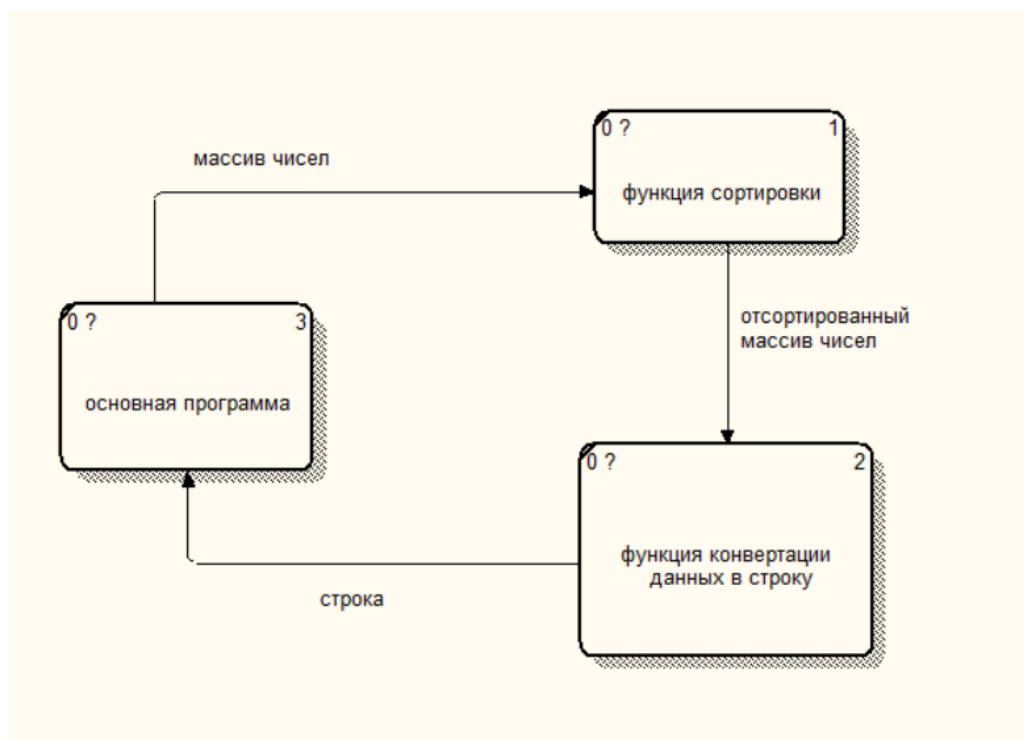 массив чисел
0 ? 1
функция сортировки
0 ? 3
основная программа
отсортированный
массив чисел
0 ? 2
функция конвертации
данных в строку
строка